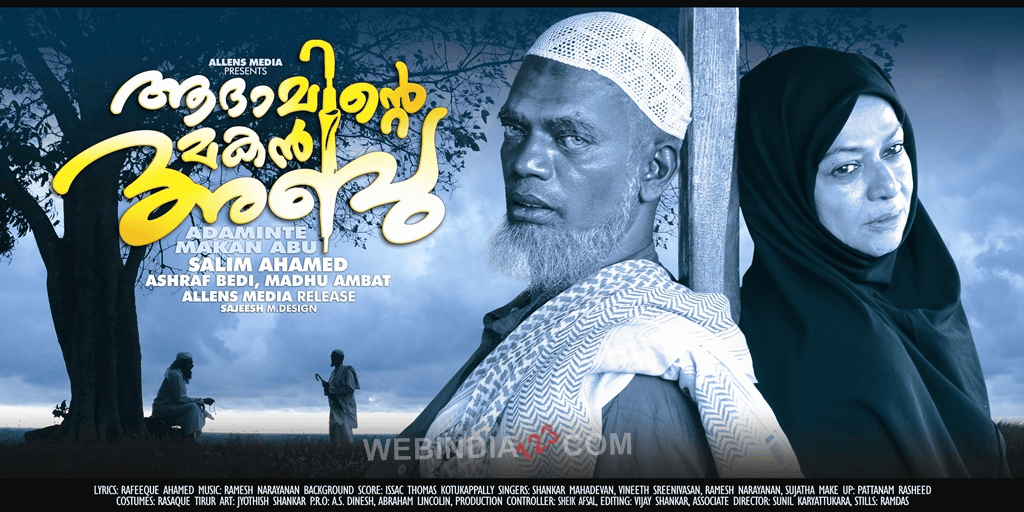 ALLENS MEDIA
PRESENTS
ആദാമിന്റെ
മകൻ
അബു
ADAMINTE
MAKAN ABU
SALIM AHAMED
ASHRAF BEDI, MADHU AMBAT
ALLENS MEDIA RELEASE
SAJEESH M.DESIGN
WEBINDIA123.COM
LYRICS: RAFEEQUE AHAMED MUSIC: RAMESH NARAYANAN BACKGROUND SCORE: ISSAC THOMAS KOTUKAPPALLY SINGERS: SHANKAR MAHADEVAN, VINEETH SREENIVASAN, RAMESH NARAYANAN, SUJATHA MAKE UP: PATTANAM RASHEED
COSTUMES: RASAQUE TIRUR ART: JYOTHISH SHANKAR P.R.O: A.S. DINESH, ABRAHAM LINCOLIN, PRODUCTION CONTROLLER: SHEIK AFSAL, EDITING: VIJAY SHANKAR, ASSOCIATE DIRECTOR: SUNIL KARYATTUKARA, STILLS: RAMDAS